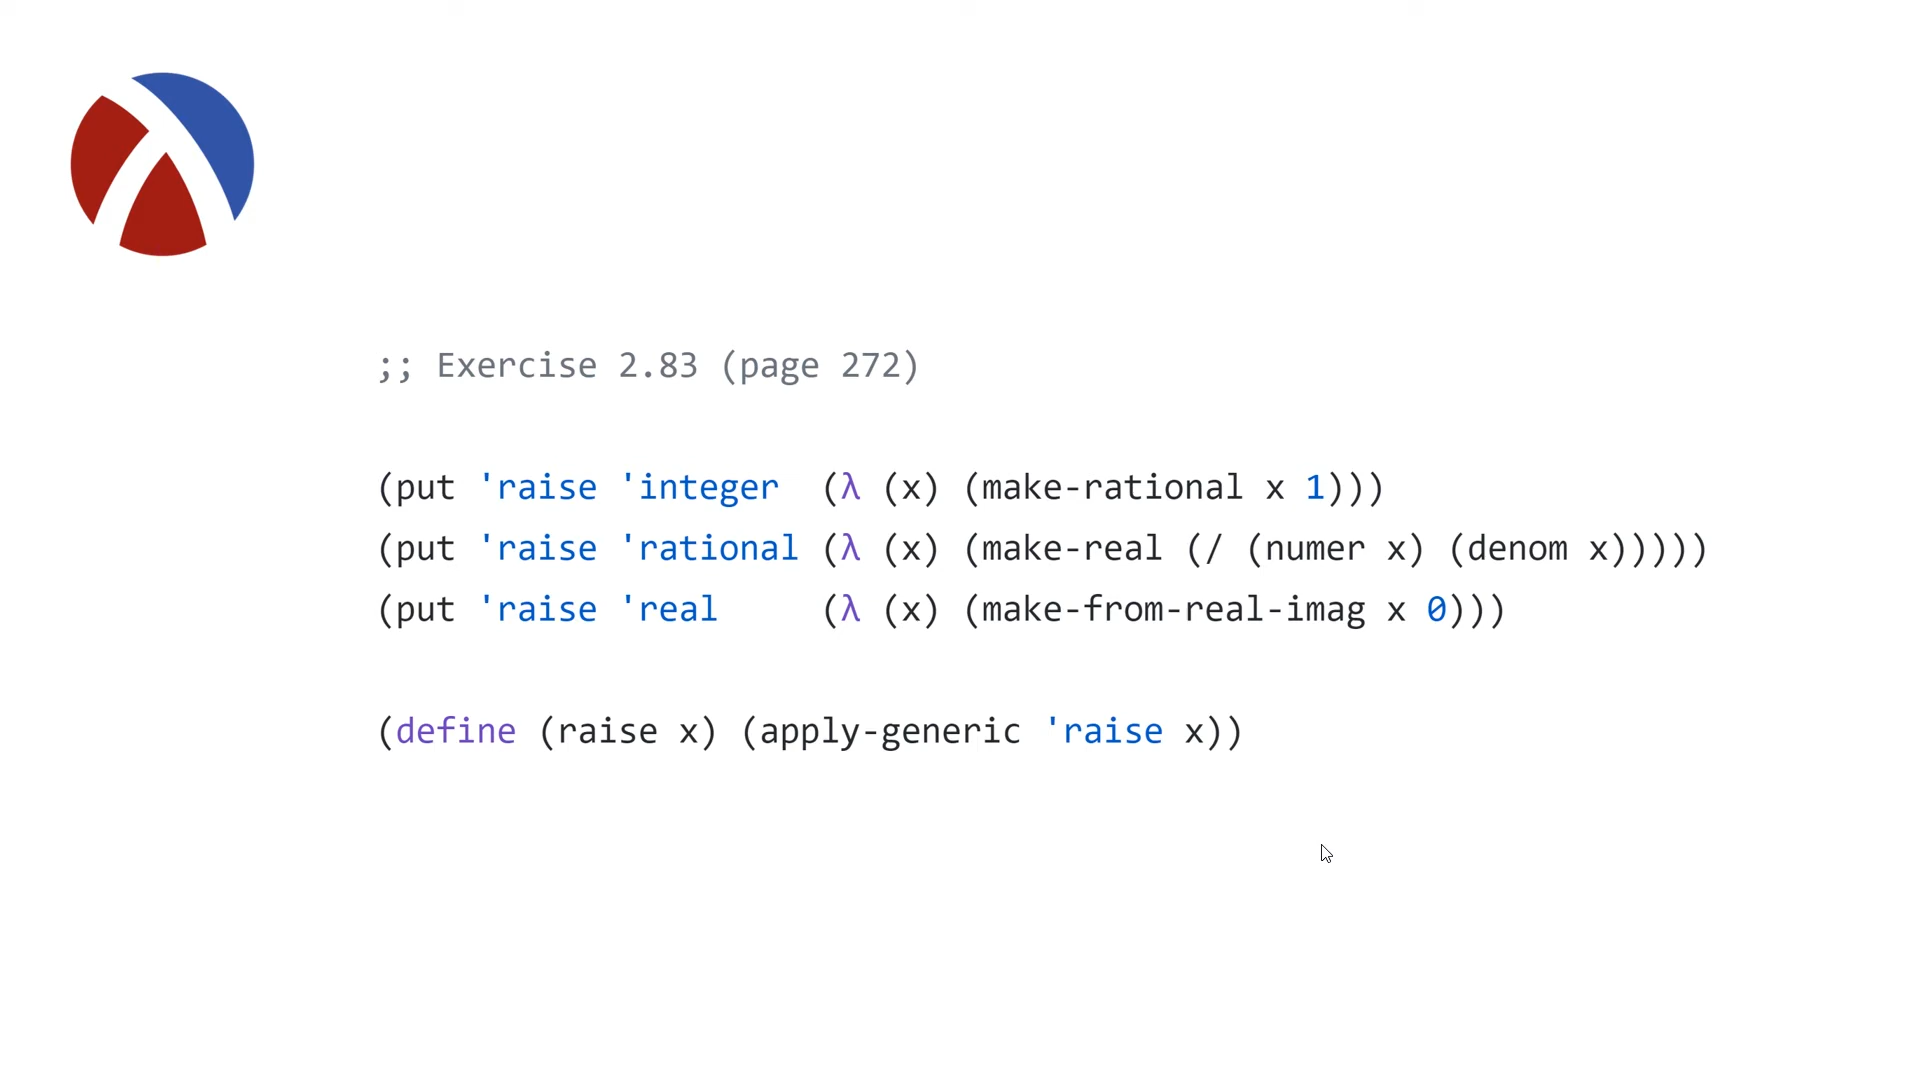 ;; Exercise 2.83 (page 272)
(put 'raise 'integer  (λ (x) (make-rational x 1)))
(put 'raise 'rational (λ (x) (make-real (/ (numer x) (denom x)))))
(put 'raise 'real     (λ (x) (make-from-real-imag x 0)))
(define (raise x) (apply-generic 'raise x))